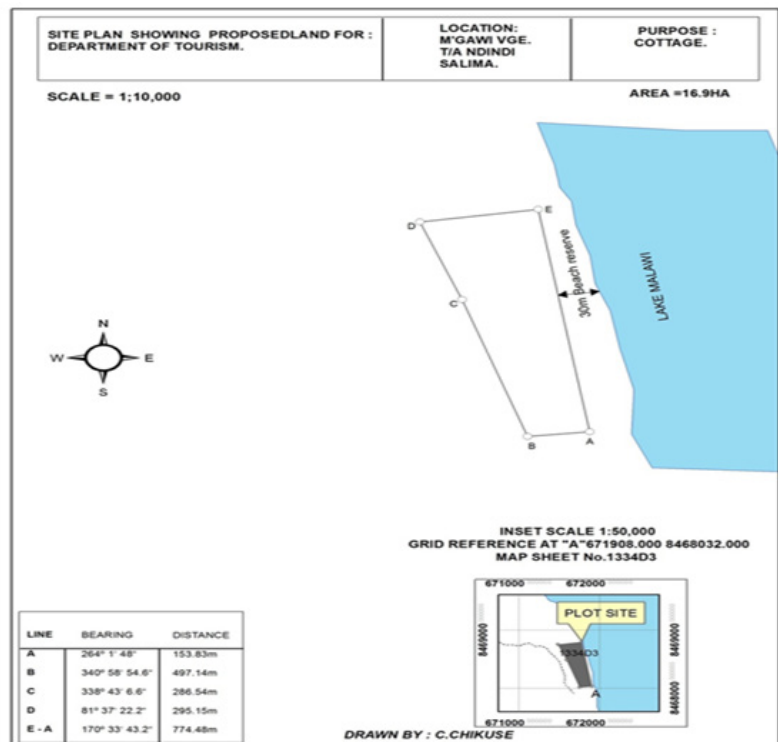 SITE PLAN SHOWING PROPOSEDLAND FOR :
DEPARTMENT OF TOURISM.
LOCATION:
M'GAWI VGE.
T/A NDINDI
SALIMA.
PURPOSE :
COTTAGE.
SCALE = 1;10,000
AREA =16.9HA
E
D
30m Beach reserve
LAKE MALAWI
C
N
W
E
S
A
B
INSET SCALE 1:50,000
GRID REFERENCE AT "A"671908.000 8468032.000
MAP SHEET No.1334D3
671000 672000
PLOT SITE
8469000
8469000
1334D3
8468000
A
671000 672000
LINE BEARING DISTANCE
A 264° 1' 48" 153.83m
B 340° 58' 54.6" 497.14m
C 338° 43' 6.6" 286.54m
D 81° 37' 22.2" 295.15m
E - A 170° 33' 43.2" 774.48m
DRAWN BY : C.CHIKUSE